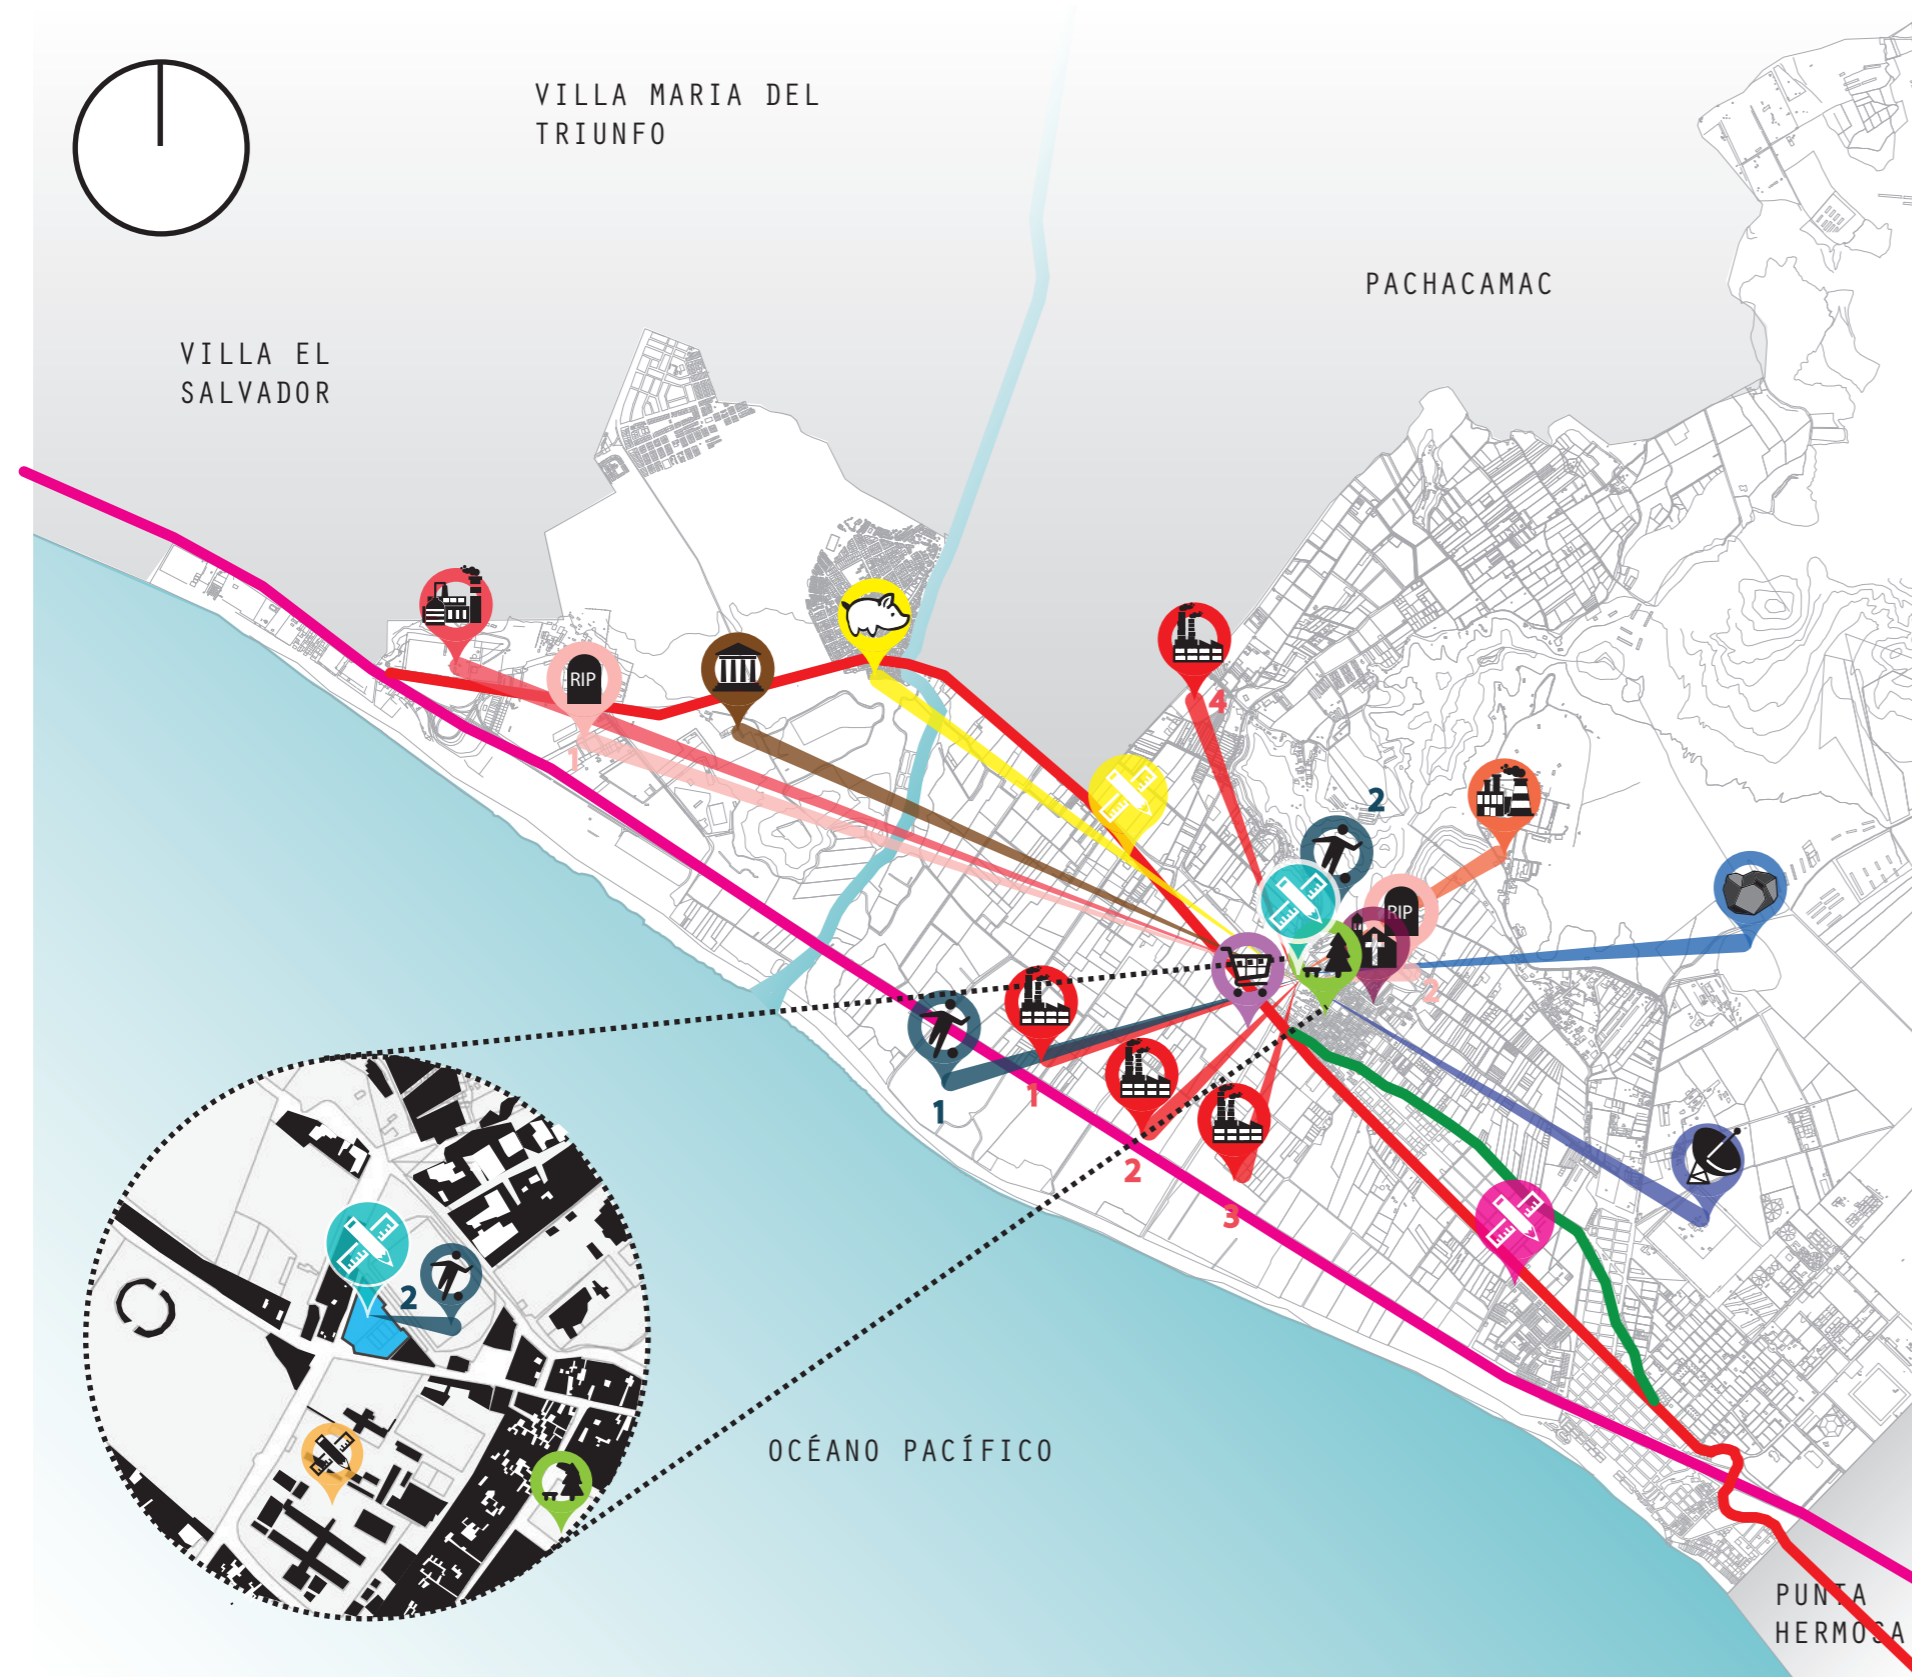 VILLA MARIA DEL
TRIUNFO
PACHACAMAC
VILLA EL
SALVADOR
RIP
1
4
2
RIP
2
1
1
2
3
2
OCÉANO PACÍFICO
PUNTA
HERMOSA